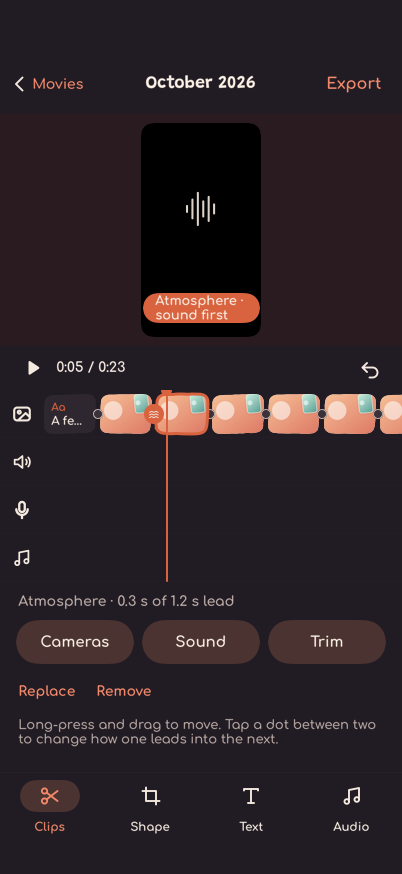 Movies
October 2026
Export
Atmosphere ·
sound first
0:05 / 0:23
Aa
A fe...
Atmosphere · 0.3 s of 1.2 s lead
Cameras
Sound
Trim
Replace
Remove
Long-press and drag to move. Tap a dot between two
to change how one leads into the next.
Clips
Shape
Text
Audio